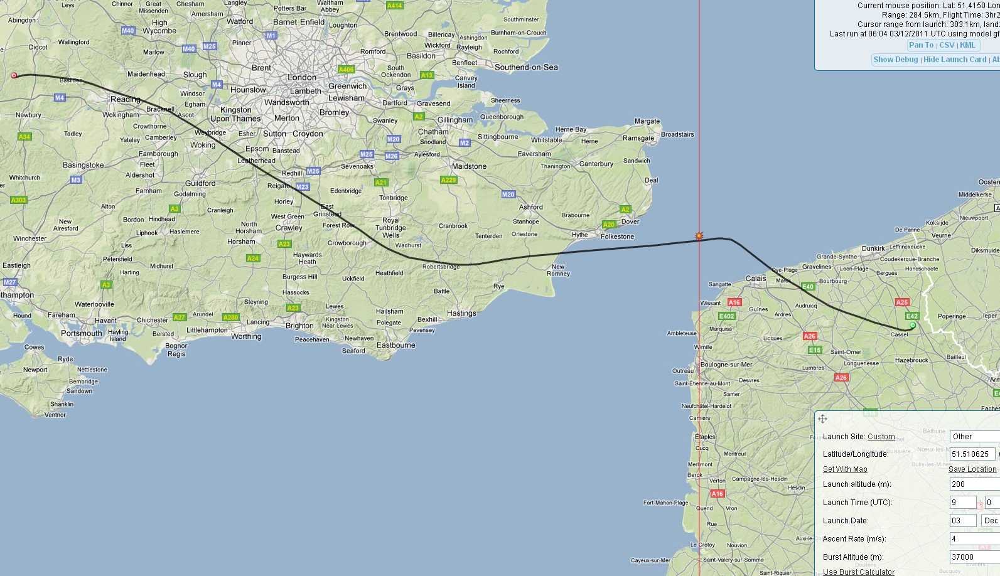 Current mouse position: Lat: 51.4150 Lon
Range: 284.5km, Flight Time: 3hr2
Cursor range from launch: 303.1km, land:
Last run at 06:04 03/12/2011 UTC using model gf
Pan To | CSV | KML
Show Debug | Hide Launch Card | Ab
Chinnor
Great Missenden
Chesham
Amersham
Langley
Potters Bar
Waltham Abbey
A414
Abingdon
M40
High Wycombe
Watford
Barnet
Enfield
Loughton
Southminster
Brentwood
Billericay
Ashingdon
Burnham-on-Crouch
Didcot
Wallingford
M40
M25
Pinner
M1
Romford
Wickford
Rayleigh
Rochford
Marlow
Basildon
Benfleet
Southend-on-Sea
Brent
A406
South Ockendon
A13
Canvey Island
Maidenhead
Slough
London
Basildon
M4
Hounslow
Lambeth
Greenwich
Grays
M4
Reading
Windsor
Egham
Wandsworth
Lewisham
Dartford
Gravesend
Sheerness
Newbury
Wokingham
Bracknell
Ascot
Kingston Upon Thames
Merton
Bromley
Swanley
A2
Gillingham
Queenborough
Margate
A34
Tadley
Crowthorne
Yateley
Camberley
Weybridge
Esher
Sutton
Croydon
M20
Chatham
Snodland
M2
Sittingbourne
Whitstable
Herne Bay
Herne
Ramsgate
Broadstairs
Woking
Epsom
Banstead
Leatherhead
M25
M26
Aylesford
Faversham
Farnborough
Fleet
Basingstoke
Aldershot
Redhill
M25
Sevenoaks
Maidstone
Thanington
Canterbury
Sandwich
Whitchurch
M3
Guildford
Reigate
M23
A21
A229
Deal
Farnham
Godalming
Edenbridge
M20
A303
Alton
A3
Cranleigh
Horley
East Grinstead
Tonbridge
Ashford
A2
New Alresford
Bordon
Hindhead
West Green
Forest Row
Royal Tunbridge Wells
Cranbrook
Stanhope
Brabourne
A20
Dover
Winchester
Liphook
Haslemere
North Horsham
Horsham
Crawley
Crowborough
Wadhurst
Tenterden
Orlestone
Hythe
Folkestone
Liss
A23
A24
Haywards Heath
Petersfield
Robertsbridge
New Romney
Eastleigh
Harting
Midhurst
Burgess Hill
Uckfield
Heathfield
M27
A3
Hassocks
Battle
Rye
thampton
Waterlooville
Steyning
Lewes
Hailsham
Hastings
Hound
Fareham
Havant
Chichester
A27
Arundel
A280
A23
Kingston Near Lewes
Polegate
Bexhill
Pevensey
Portsmouth
Hayling Island
Bersted
Littlehampton
Lancing
Worthing
Brighton
Peacehaven
Newhaven
Seaford
Eastbourne
Cowes
Bognor Regis
Ryde
Newport
Nettlestone
Bembridge
Sandown
Shanklin
Ventnor
Oosten
Middelkerke
Nieuwpoort
Koksijde
De Panne
Veurne
Dunkirk
Leffrinckoucke
Diksmuide
Grande-Synthe
Coudekerque-Branche
Gravelines
Loon-Plage
Bergues
Hondschoote
Oye-Plage
Calais
Marck
Bourbourg
Sangatte
E40
Wissant
A16
Guînes
Audruicq
A25
E402
Ardres
E42
Poperinge
Ieper
Marquise
Ambleteuse
Licques
A26
Cassel
Wimille
E15
Saint-Omer
Bailleul
Boulogne-sur-Mer
Outreau
Lumbres
Longuenesse
Hazebrouck
Saint-Étienne-au-Mont
Desvres
A26
Arm
Samer
Neufchâtel-Hardelot
Camiers
Étaples
Cucq
Montreuil
Merlimont
Berck
Verton
Campagne-lès-Hesdin
Hesdin
A16
Fort-Mahon-Plage
Quend
Vron
Rue
Le Crotoy
Nouvion
Cayeux-sur-Mer
Saint-Valery-sur-Somme
Saint-Riquier
Launch Site: Custom
Other
Latitude/Longitude:
51.510625 /
Set With Map
Save Location
Launch altitude (m):
200
Launch Time (UTC):
9 : 0
Launch Date:
03 Dec
Ascent Rate (m/s):
4
Burst Altitude (m):
37000
Use Burst Calculator